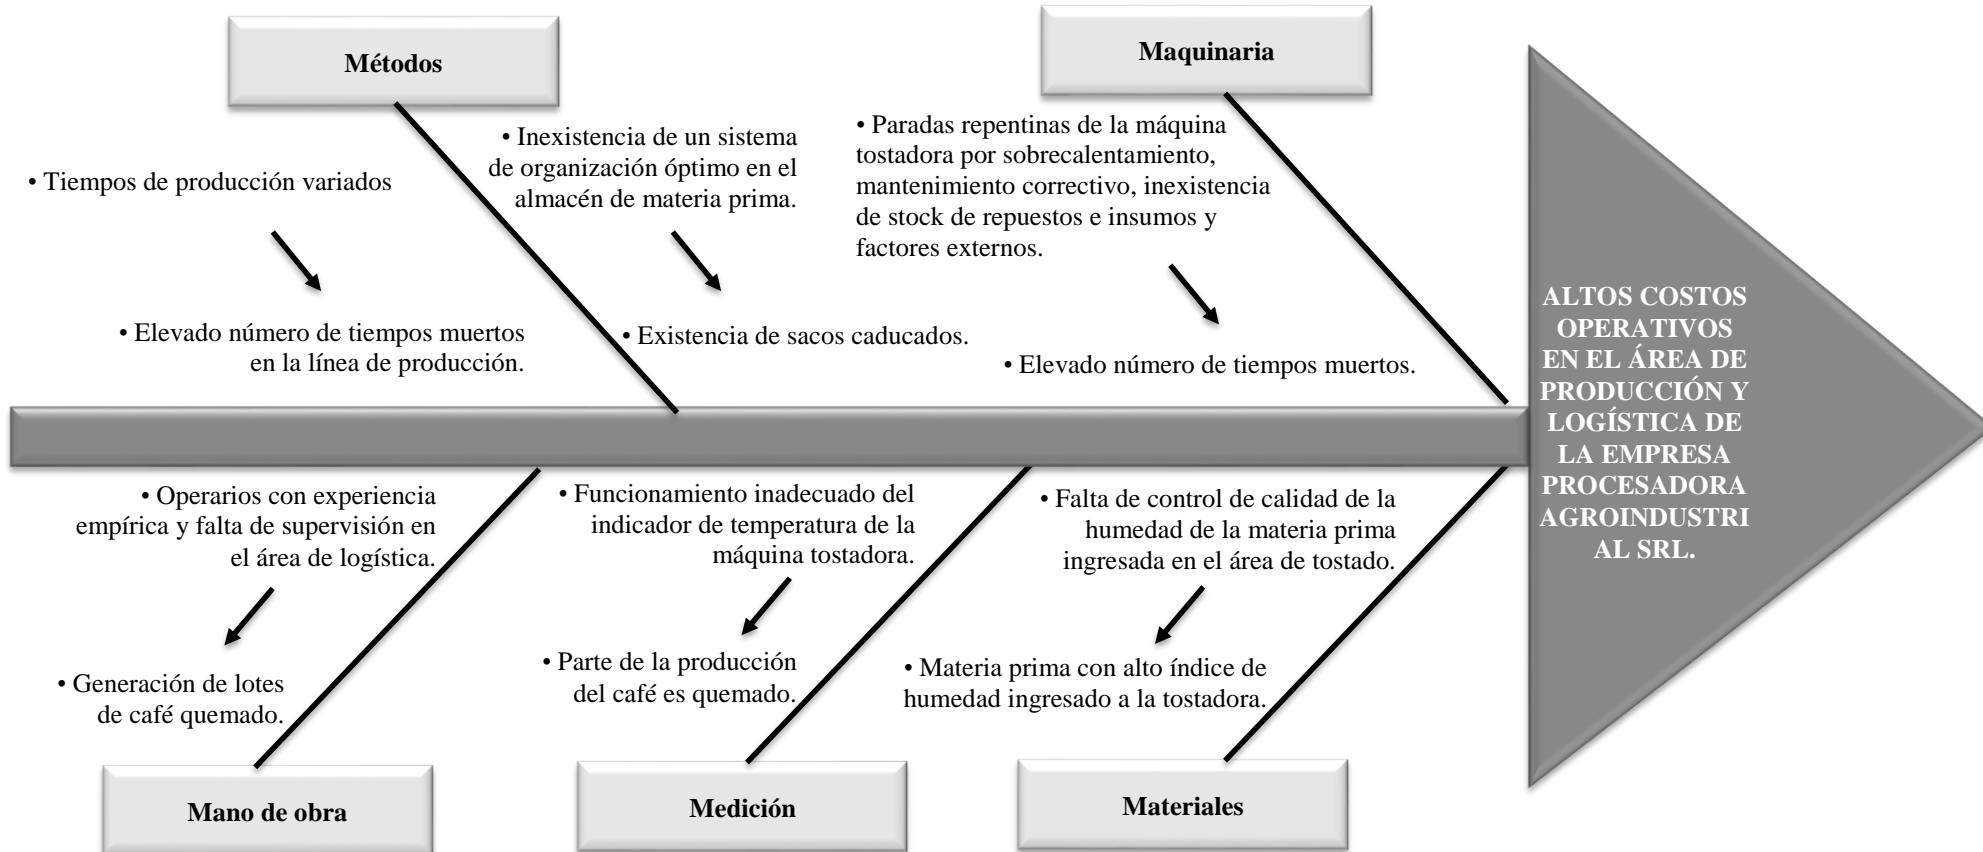 Métodos
Maquinaria
• Tiempos de producción variados
• Elevado número de tiempos muertos
en la línea de producción.
• Inexistencia de un sistema
de organización óptimo en el
almacén de materia prima.
• Existencia de sacos caducados.
• Paradas repentinas de la máquina
tostadora por sobrecalentamiento,
mantenimiento correctivo, inexistencia
de stock de repuestos e insumos y
factores externos.
• Elevado número de tiempos muertos.
ALTOS COSTOS
OPERATIVOS
EN EL ÁREA DE
PRODUCCIÓN Y
LOGÍSTICA DE
LA EMPRESA
PROCESADORA
AGROINDUSTRI
AL SRL.
• Operarios con experiencia
empírica y falta de supervisión en
el área de logística.
• Generación de lotes
de café quemado.
• Funcionamiento inadecuado del
indicador de temperatura de la
máquina tostadora.
• Parte de la producción
del café es quemado.
• Falta de control de calidad de la
humedad de la materia prima
ingresada en el área de tostado.
• Materia prima con alto índice de
humedad ingresado a la tostadora.
Mano de obra
Medición
Materiales